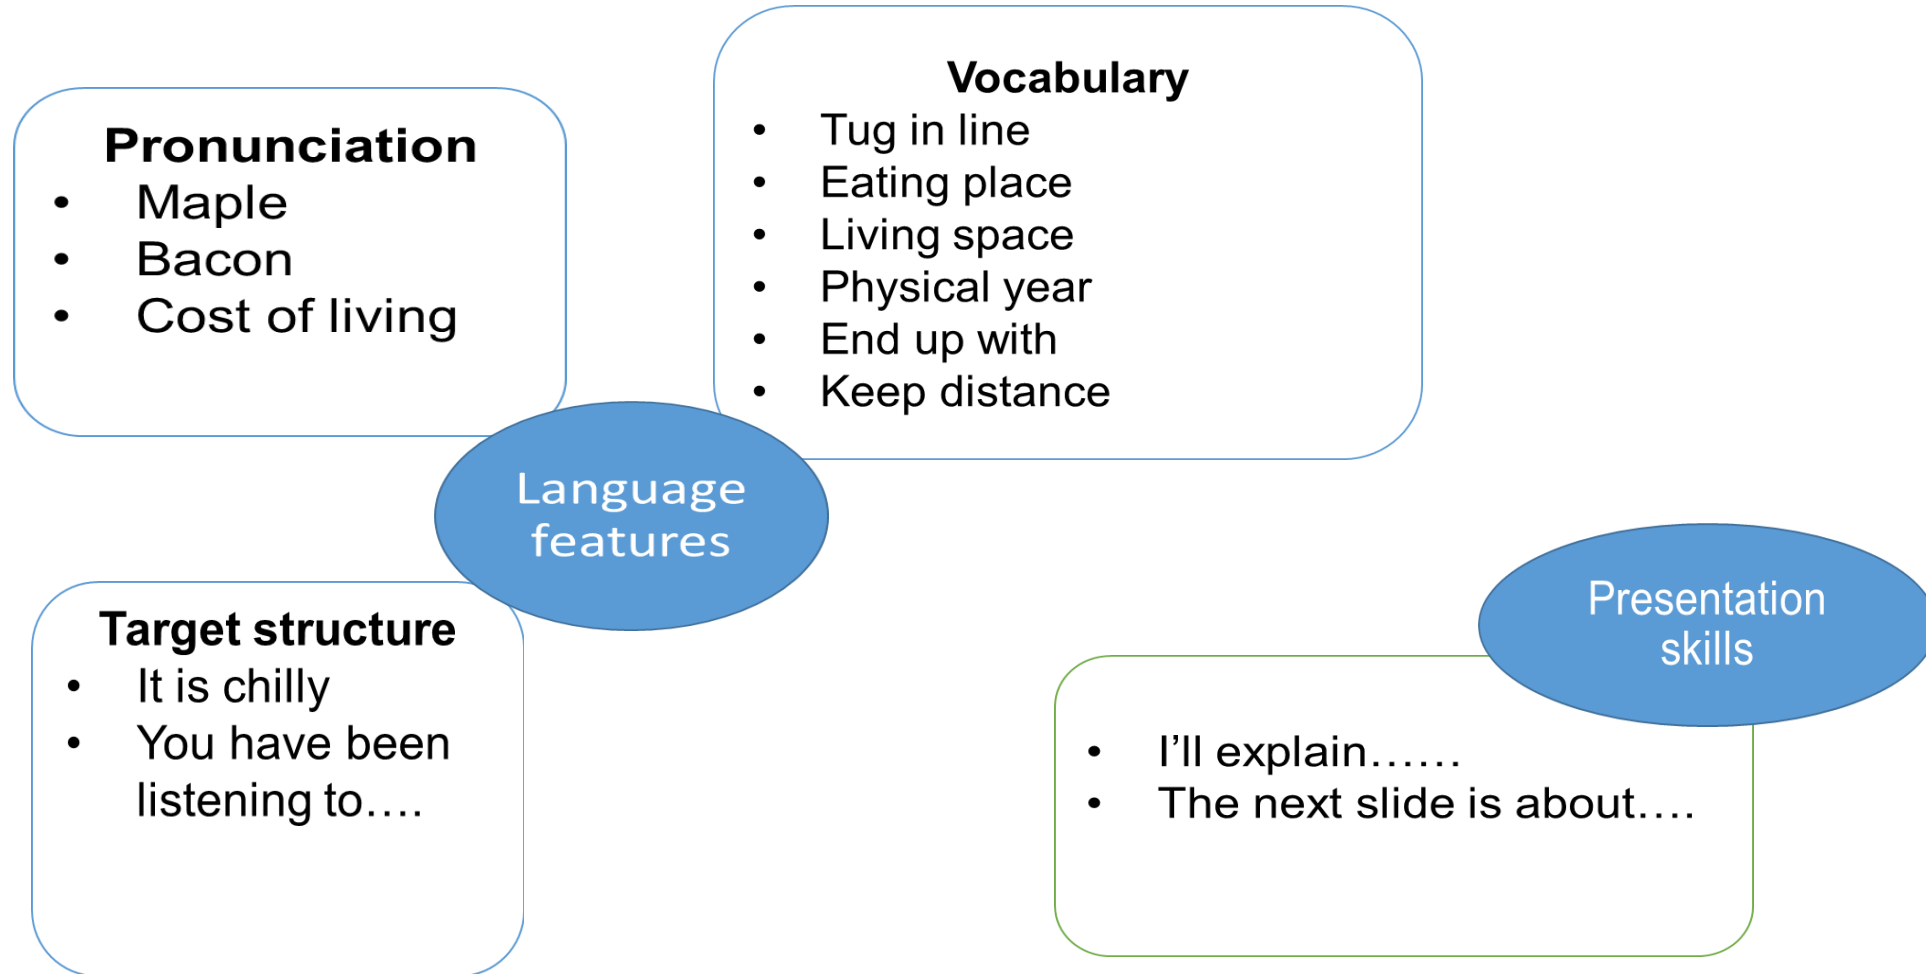 Pronunciation
• Maple
• Bacon
• Cost of living
Vocabulary
• Tug in line
• Eating place
• Living space
• Physical year
• End up with
• Keep distance
Language
features
Target structure
• It is chilly
• You have been
listening to....
Presentation
skills
• I’ll explain......
• The next slide is about....